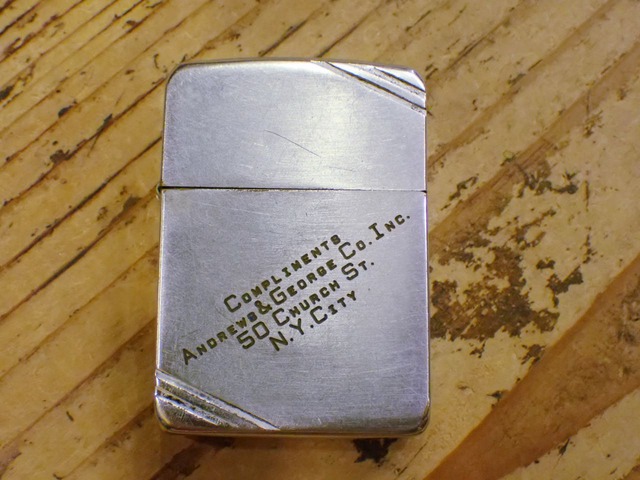 Compliments
Andrews & George Co. Inc.
50 Church St.
N.Y. City